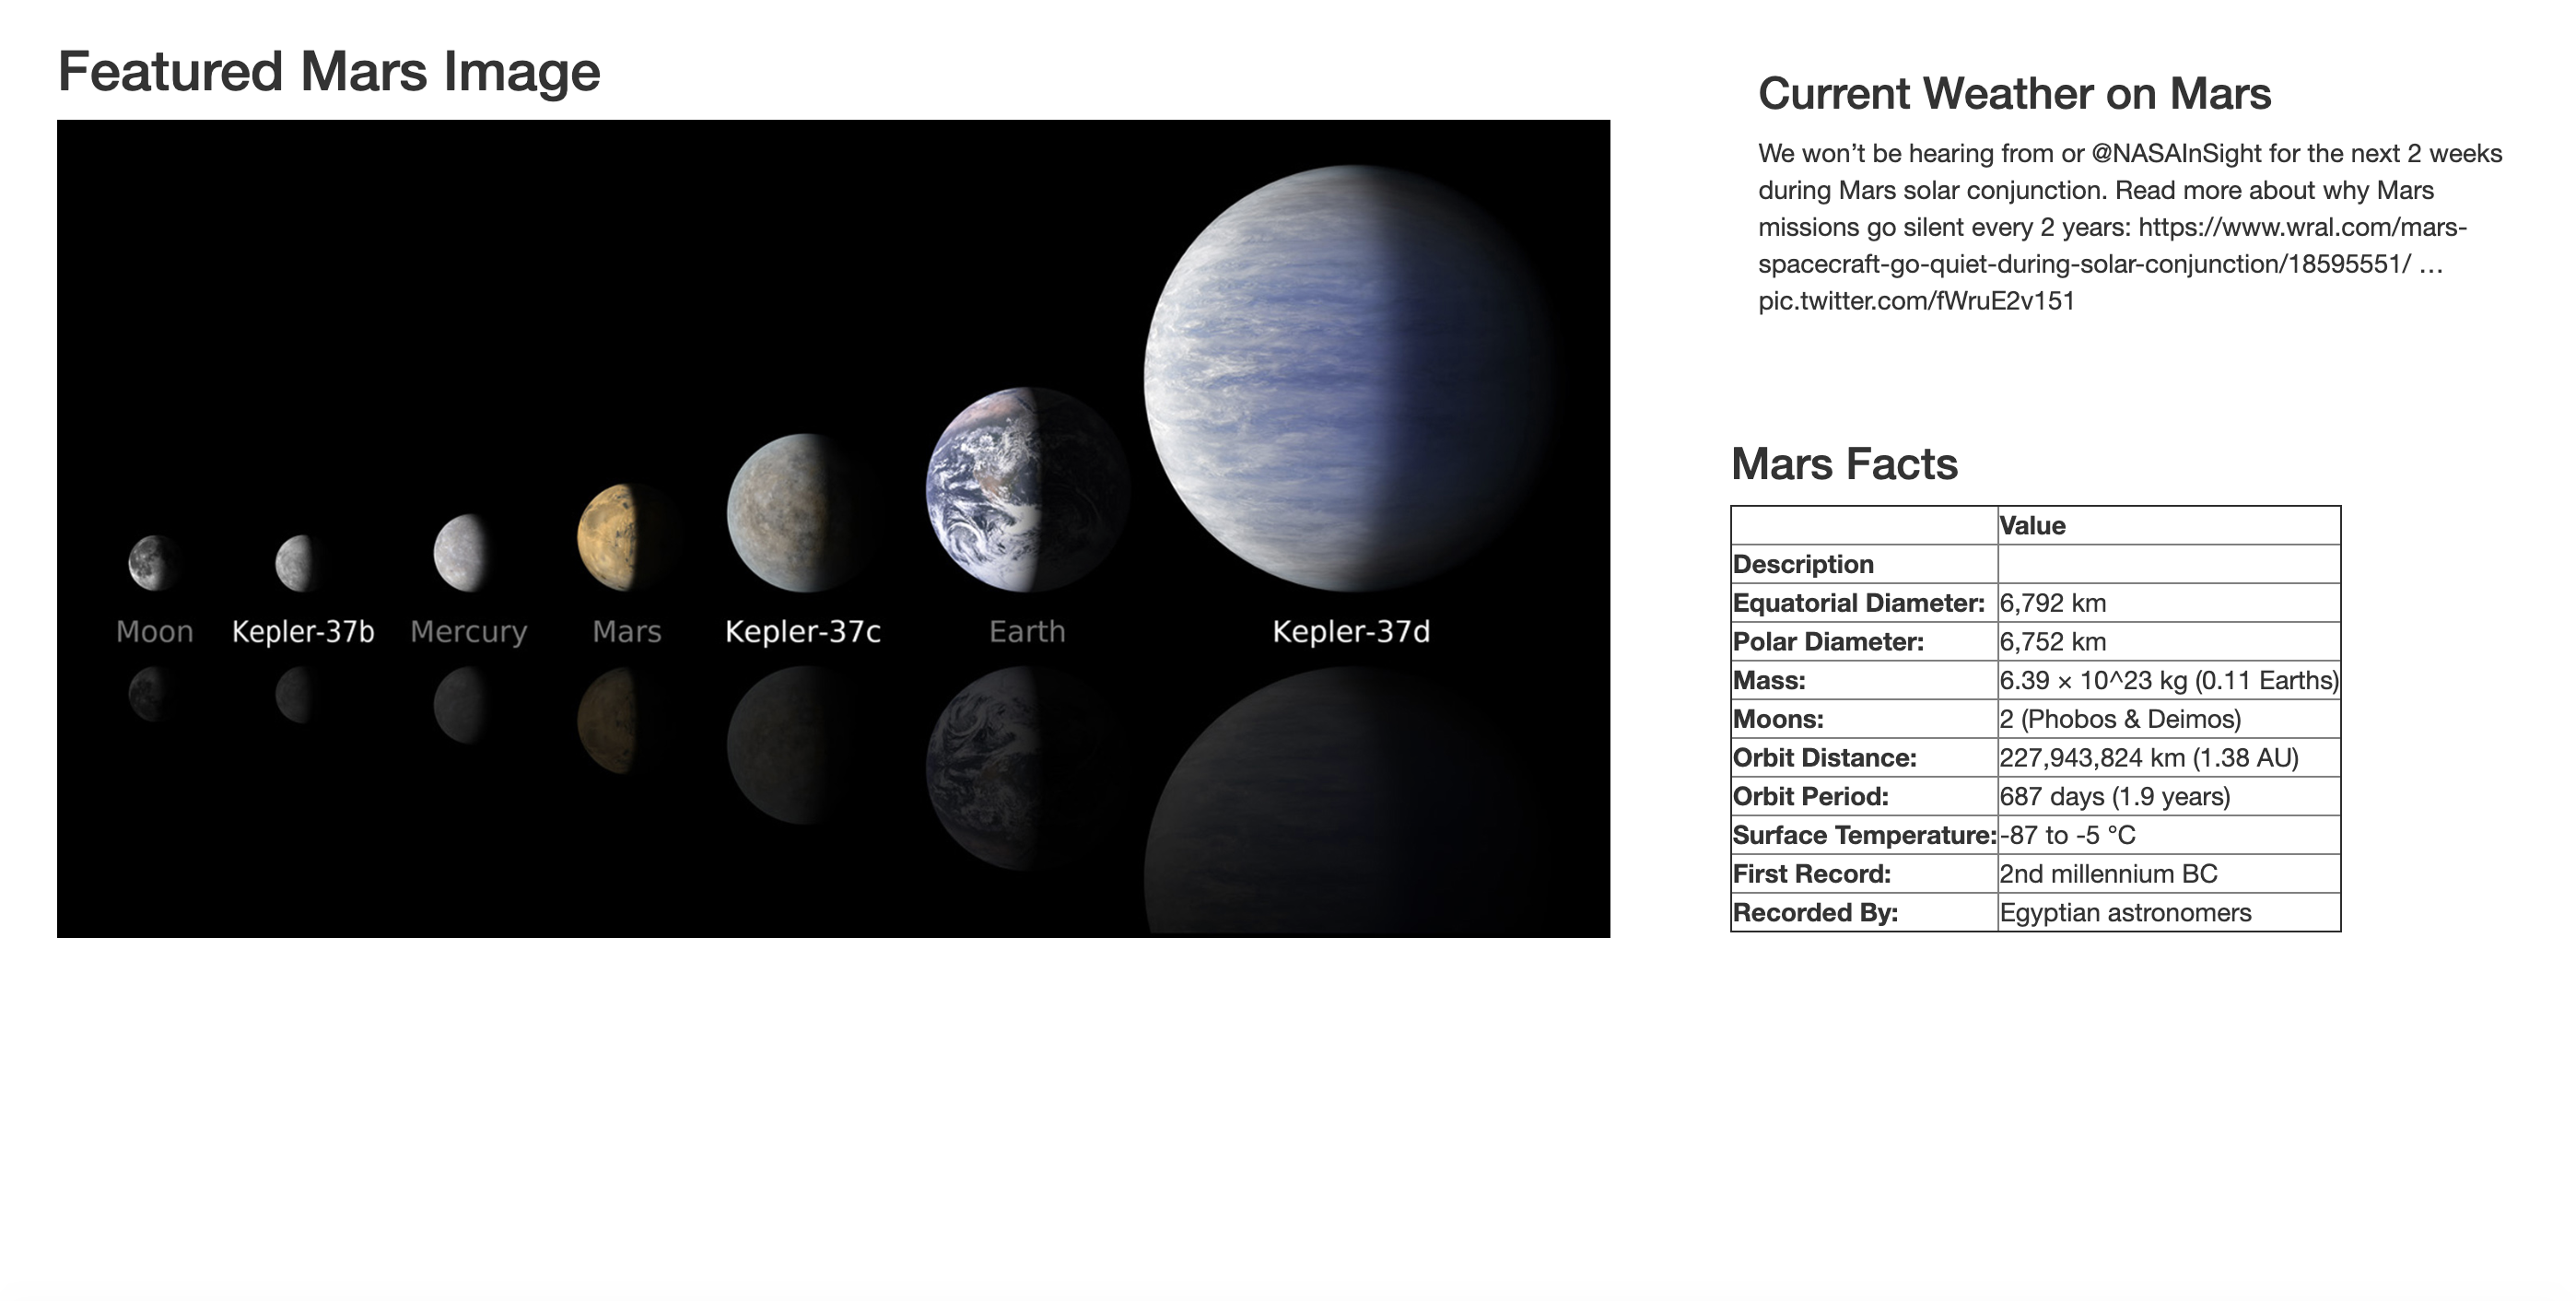 Featured Mars Image
Moon Kepler-37b Mercury Mars Kepler-37c Earth Kepler-37d
Current Weather on Mars
We won’t be hearing from or @NASAInSight for the next 2 weeks
during Mars solar conjunction. Read more about why Mars
missions go silent every 2 years: https://www.wral.com/mars-
spacecraft-go-quiet-during-solar-conjunction/18595551/ …
pic.twitter.com/fWruE2v151
Mars Facts
Value
Description
Equatorial Diameter: 6,792 km
Polar Diameter: 6,752 km
Mass: 6.39 × 10^23 kg (0.11 Earths)
Moons: 2 (Phobos & Deimos)
Orbit Distance: 227,943,824 km (1.38 AU)
Orbit Period: 687 days (1.9 years)
Surface Temperature: -87 to -5 °C
First Record: 2nd millennium BC
Recorded By: Egyptian astronomers